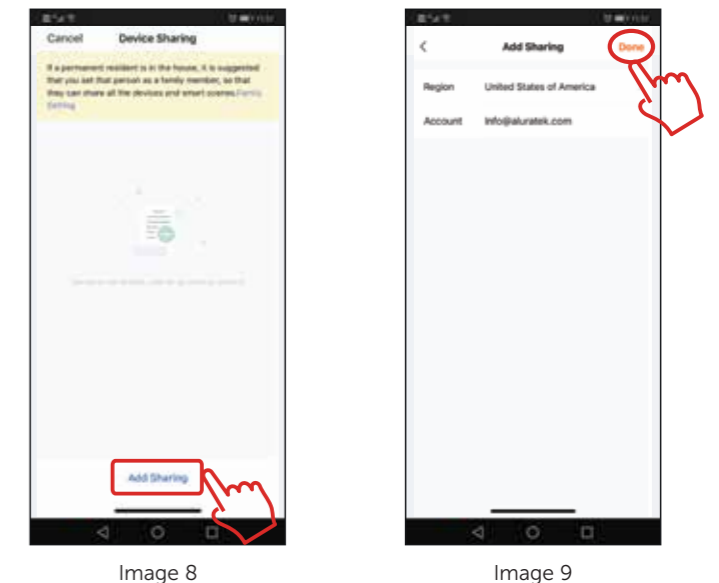 Cancel Device Sharing
If a permanent resident is in the house, it is suggested
that you set that person as a family member, so that
they can share all the devices and smart scenes.Family
Setting
Add Sharing
Image 8
Add Sharing Done
Region United States of America
Account Info@aluratek.com
Image 9